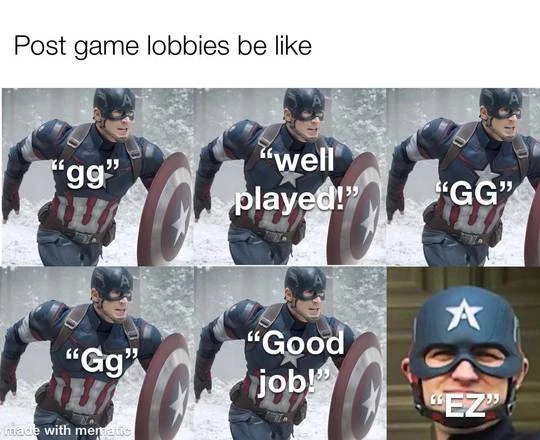 Post game lobbies be like
“gg”
“well
played!”
“GG”
“Gg”
“Good
job!”
“EZ”
made with mematic